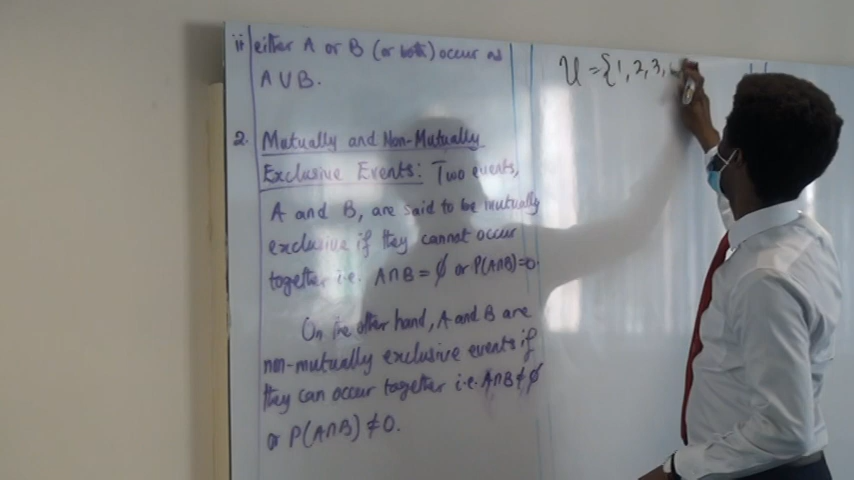 ii either A or B (or both) occur as
A∪B.
2. Mutually and Non-Mutually
Exclusive Events: Two events,
A and B, are said to be mutually
exclusive if they cannot occur
together i.e. A∩B = ∅ or P(A∩B)=0.
On the other hand, A and B are
non-mutually exclusive events if
they can occur together i.e. A∩B ≠ ∅
or P(A∩B) ≠ 0.
U = {1, 2, 3,